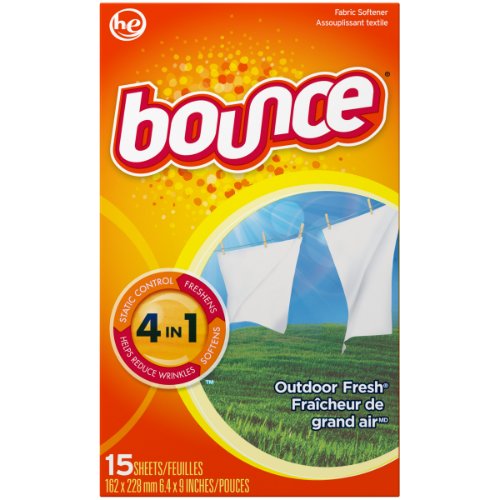 he
Fabric Softener
Assouplissant textile
bounce®
STATIC CONTROL
FRESHENS
SOFTENS
HELPS REDUCE WRINKLES
4 IN 1
™
Outdoor Fresh®
Fraîcheur de
grand air MD
15 SHEETS/FEUILLES
162 x 228 mm 6.4 x 9 INCHES/POUCES